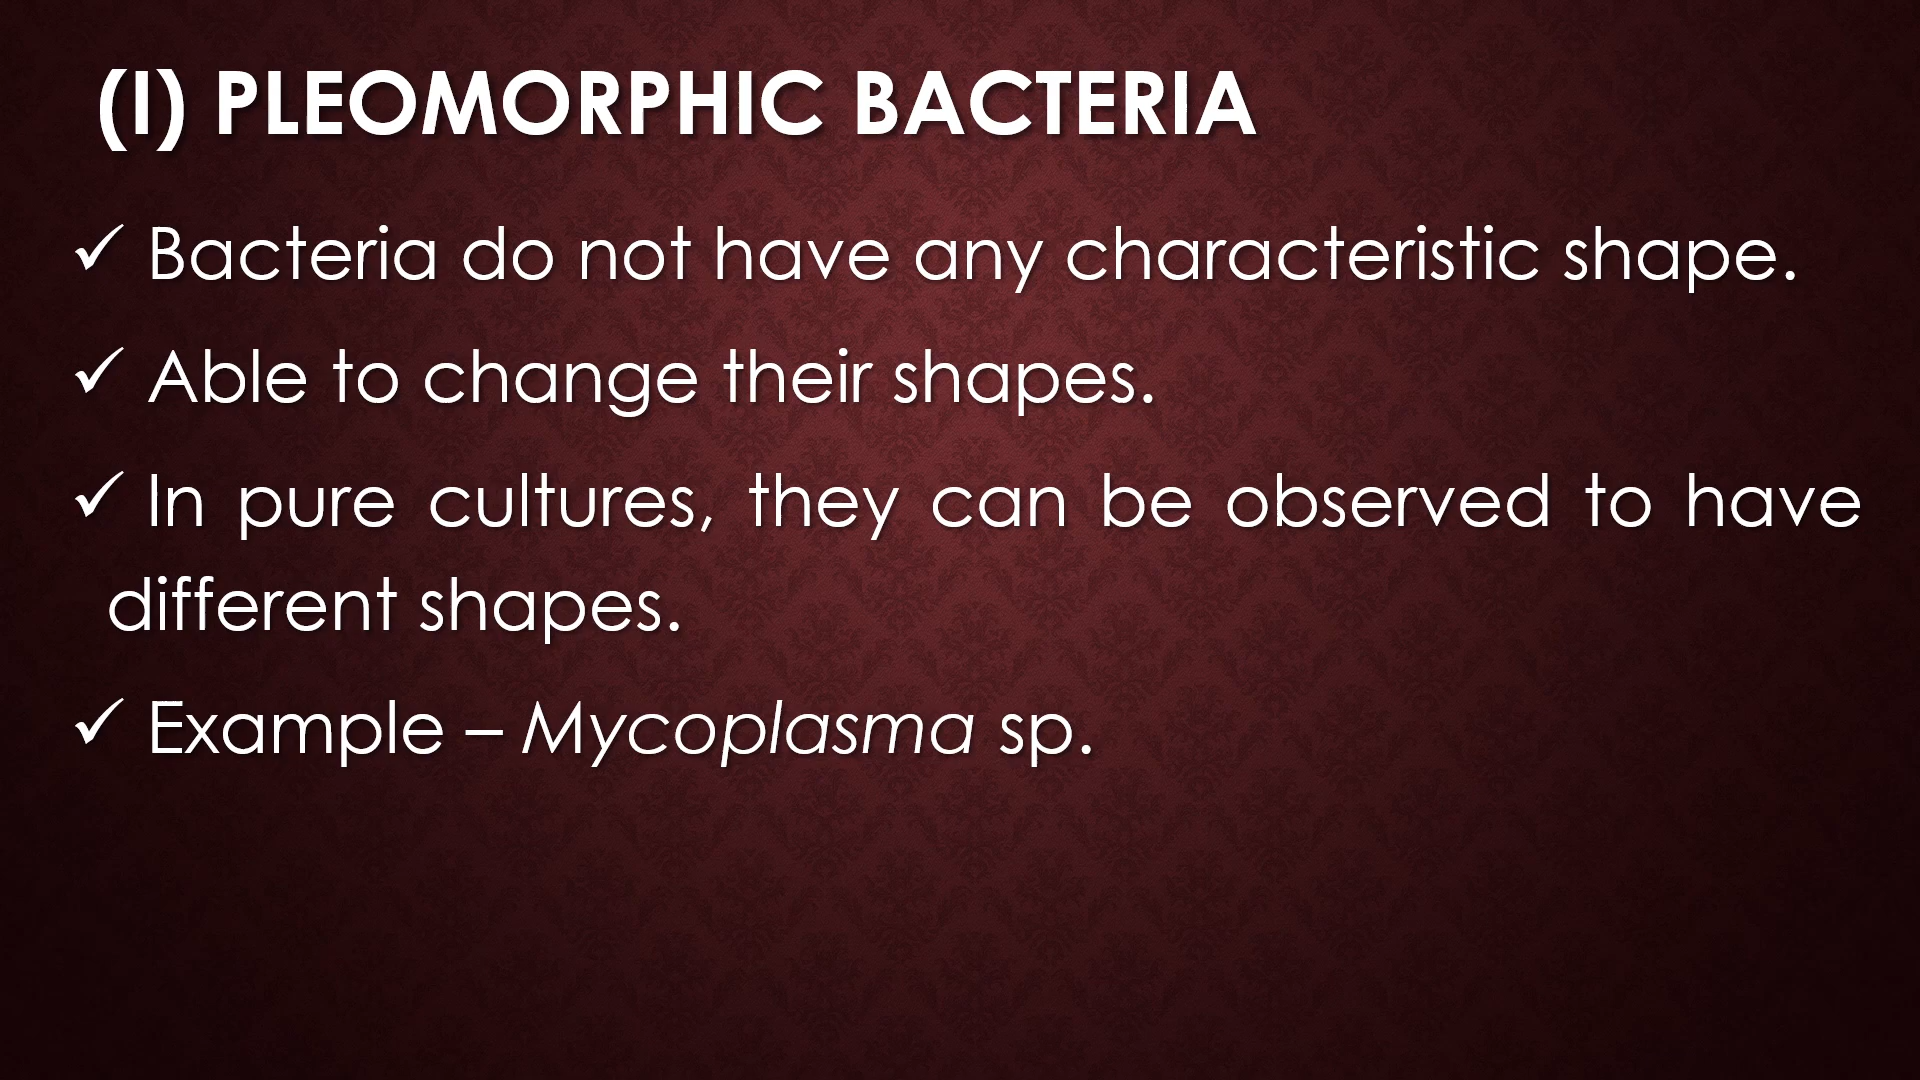 (I) PLEOMORPHIC BACTERIA
✓ Bacteria do not have any characteristic shape.
✓ Able to change their shapes.
✓ In pure cultures, they can be observed to have
different shapes.
✓ Example – Mycoplasma sp.